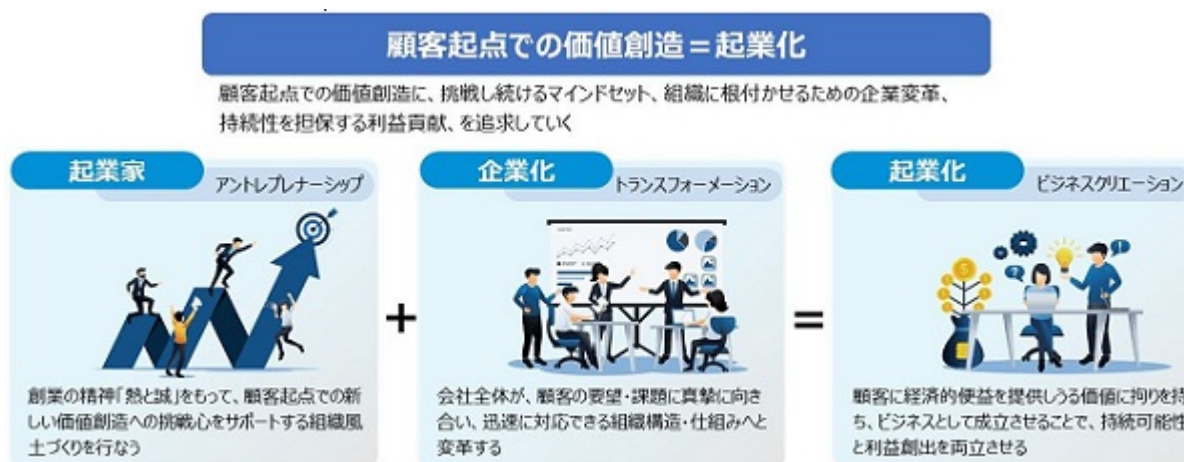 顧客起点での価値創造＝起業化
顧客起点での価値創造に、挑戦し続けるマインドセット、組織に根付かせるための企業変革、
持続性を担保する利益貢献、を追求していく
起業家
アントレプレナーシップ
創業の精神「熱と誠」をもって、顧客起点での新
しい価値創造への挑戦心をサポートする組織風
土づくりを行なう
+
企業化
トランスフォーメーション
会社全体が、顧客の要望・課題に真摯に向き
合い、迅速に対応できる組織構造・仕組みへと
変革する
=
起業化
ビジネスクリエーション
顧客に経済的便益を提供しうる価値に拘りを持
ち、ビジネスとして成立させることで、持続可能性
と利益創出を両立させる